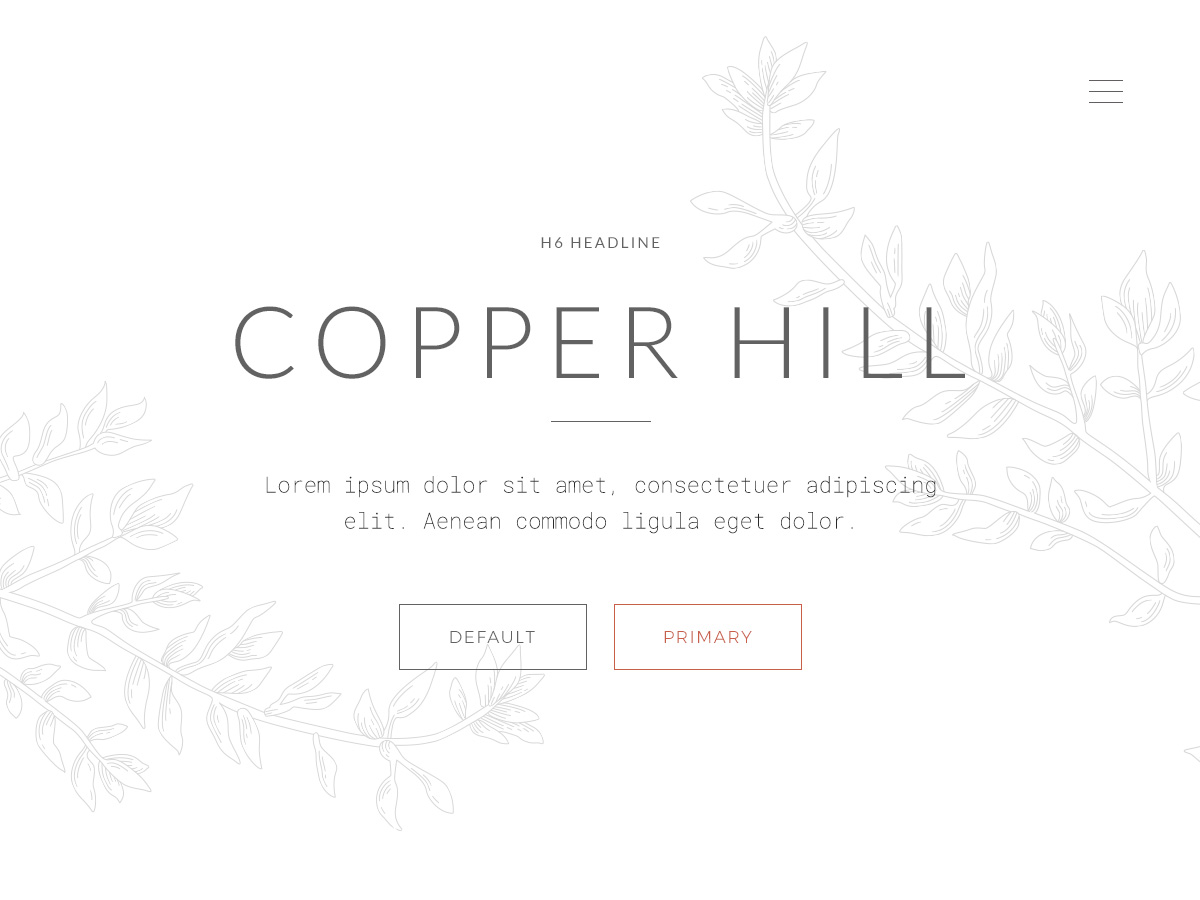 H6 HEADLINE
COPPER HILL
Lorem ipsum dolor sit amet, consectetuer adipiscing
elit. Aenean commodo ligula eget dolor.
DEFAULT
PRIMARY